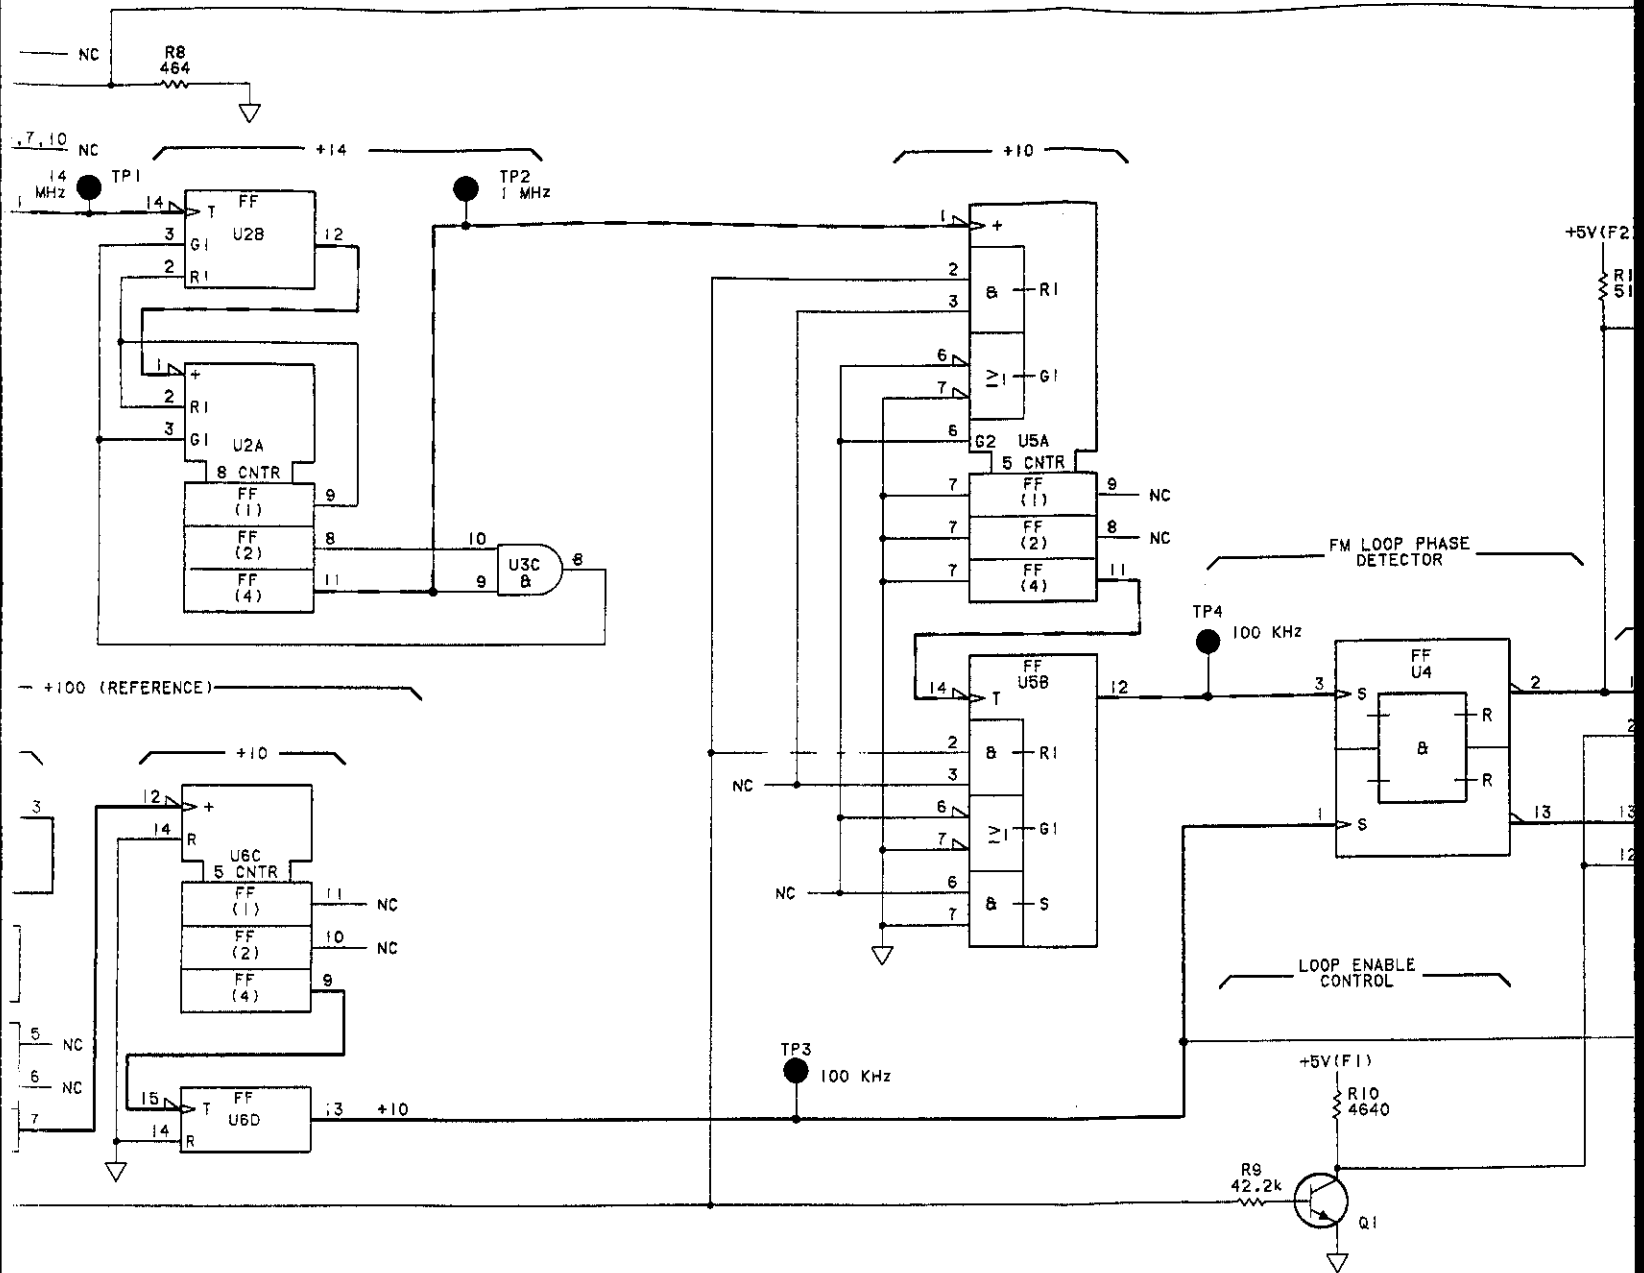 NC
R8
464
,7,10 NC
+14
14
MHz
TP1
TP2
1 MHz
+10
1
14
T
FF
U2B
12
3
G1
2
R1
1
+
2
R1
3
G1
U2A
8 CNTR
FF
(1)
9
FF
(2)
8
FF
(4)
11
10
9
U3C
&
8
1
+
2
&
R1
3
6
≥1
G1
7
6
G2
U5A
5 CNTR
7
FF
(1)
9
NC
7
FF
(2)
8
NC
7
FF
(4)
11
+5V(F2)
R1
51
FM LOOP PHASE
DETECTOR
TP4
100 KHz
14
T
FF
U5B
12
2
&
R1
NC
3
6
≥1
G1
7
NC
6
&
S
7
3
S
FF
U4
2
R
&
R
1
S
13
1
2
13
12
+100 (REFERENCE)
+10
3
12
+
14
R
U6C
5 CNTR
FF
(1)
11
NC
FF
(2)
10
NC
FF
(4)
9
5
NC
6
NC
7
15
T
FF
U6D
13
+10
14
R
TP3
100 KHz
LOOP ENABLE
CONTROL
+5V(F1)
R10
4640
R9
42.2k
Q1